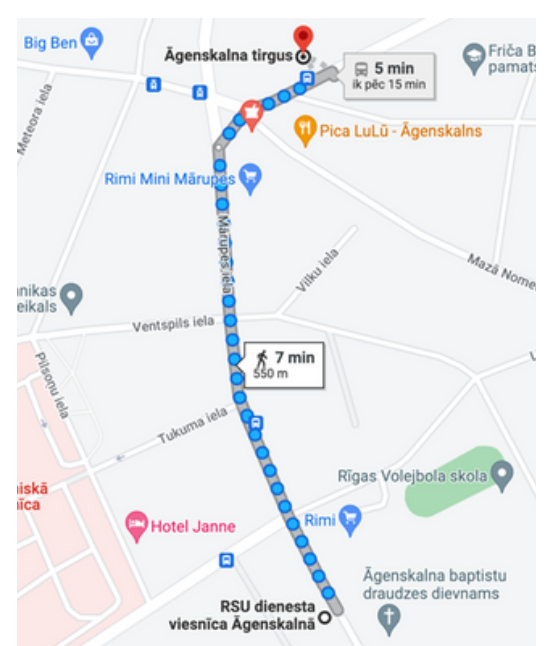 Big Ben
Āgenskalna tirgus
5 min
ik pēc 15 min
Friča B
pamats
Meteora iela
Pica LuLū - Āgenskalns
Rimi Mini Mārupes
Mārupes iela
Vilku iela
Mazā Nome
nikas
eikals
Ventspils iela
Pilsoņu iela
7 min
550 m
Tukuma iela
niskā
nīca
Rīgas Volejbola skola
Hotel Janne
Rimi
Āgenskalna baptistu
draudzes dievnams
RSU dienesta
viesnīca Āgenskalnā